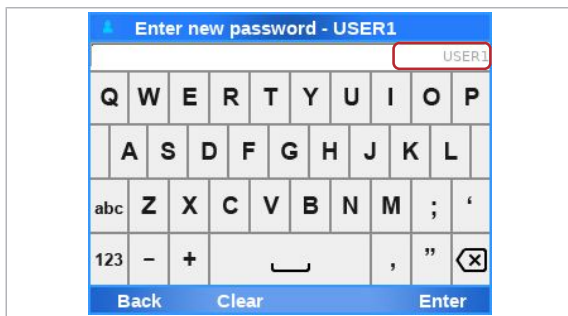 Enter new password - USER1
USER1
Q W E R T Y U I O P
A S D F G H J K L
abc Z X C V B N M ; ‘
123 - + , ”
Back Clear Enter